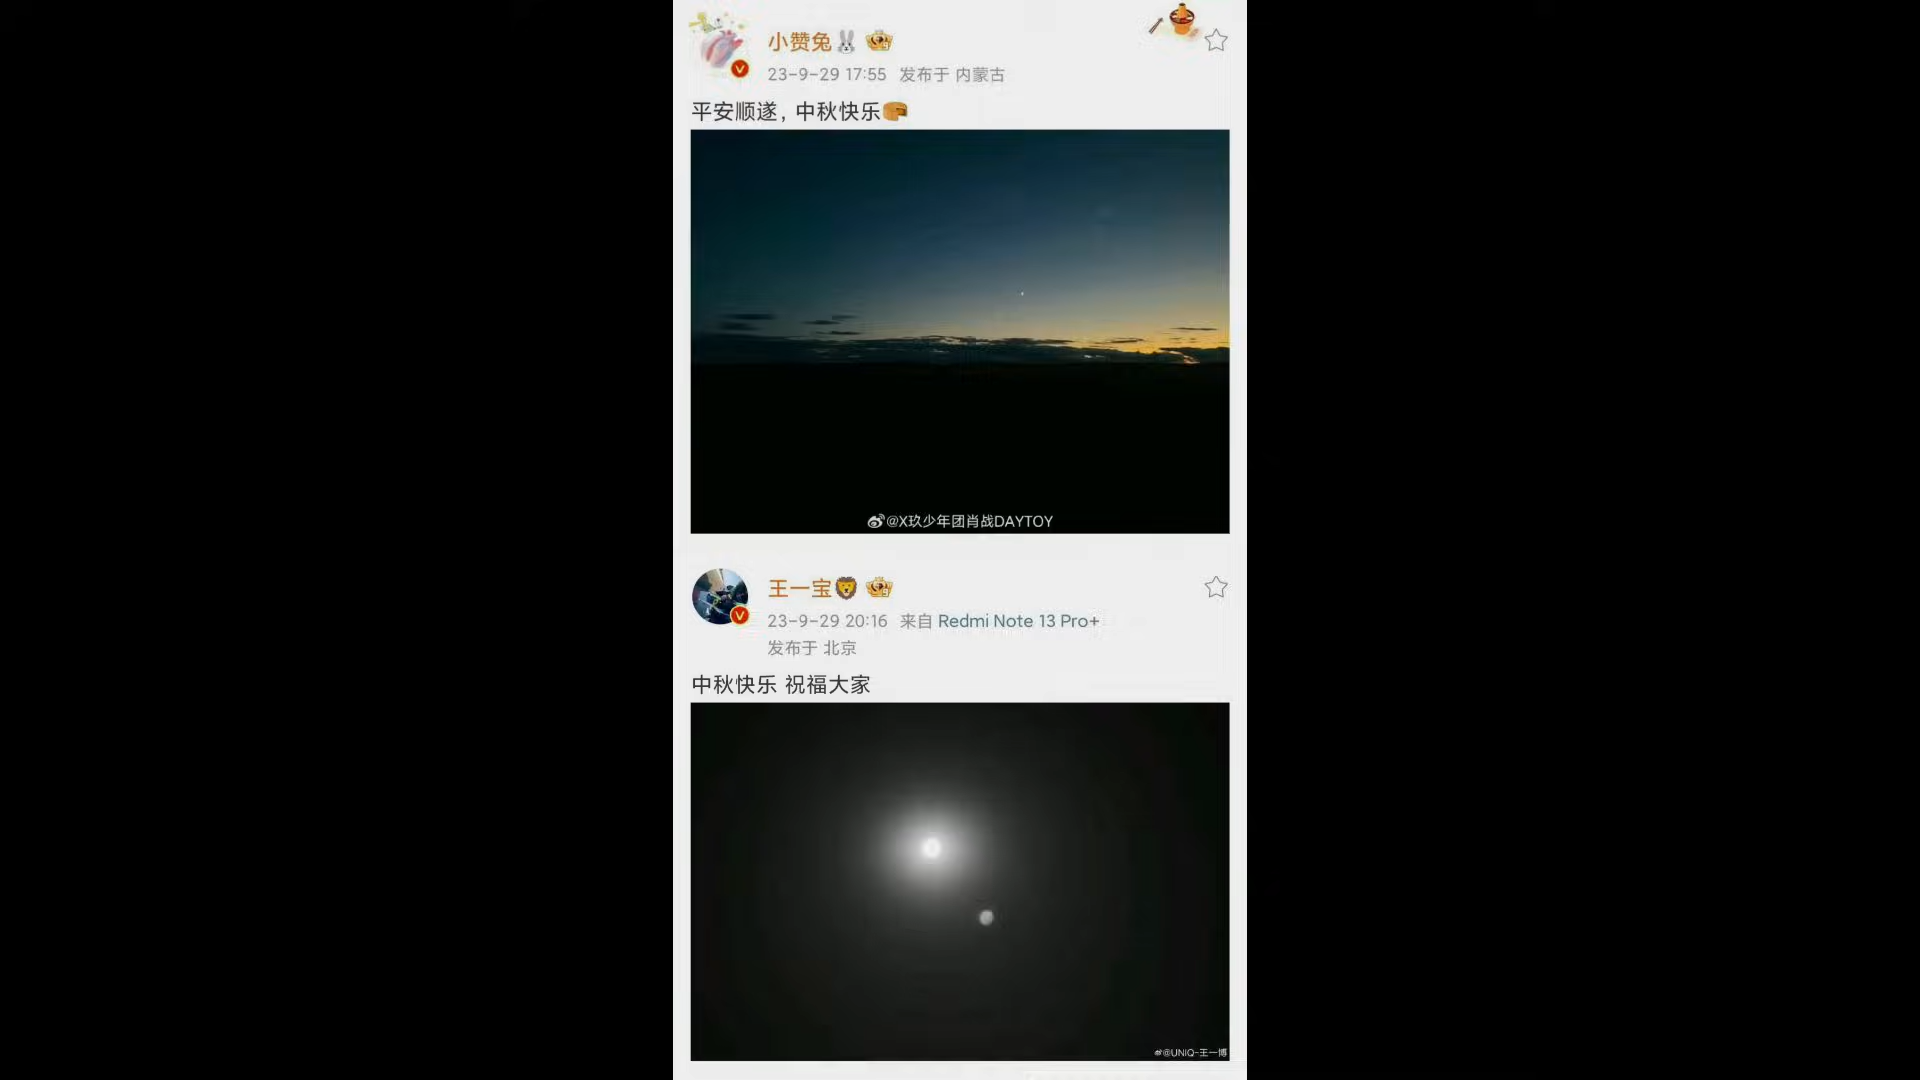 小赞兔🐰
23-9-29 17:55 发布于 内蒙古
平安顺遂，中秋快乐🥮
@X玖少年团肖战DAYTOY
王一宝🦁
23-9-29 20:16 来自 Redmi Note 13 Pro+
发布于 北京
中秋快乐 祝福大家
@UNIQ-王一博